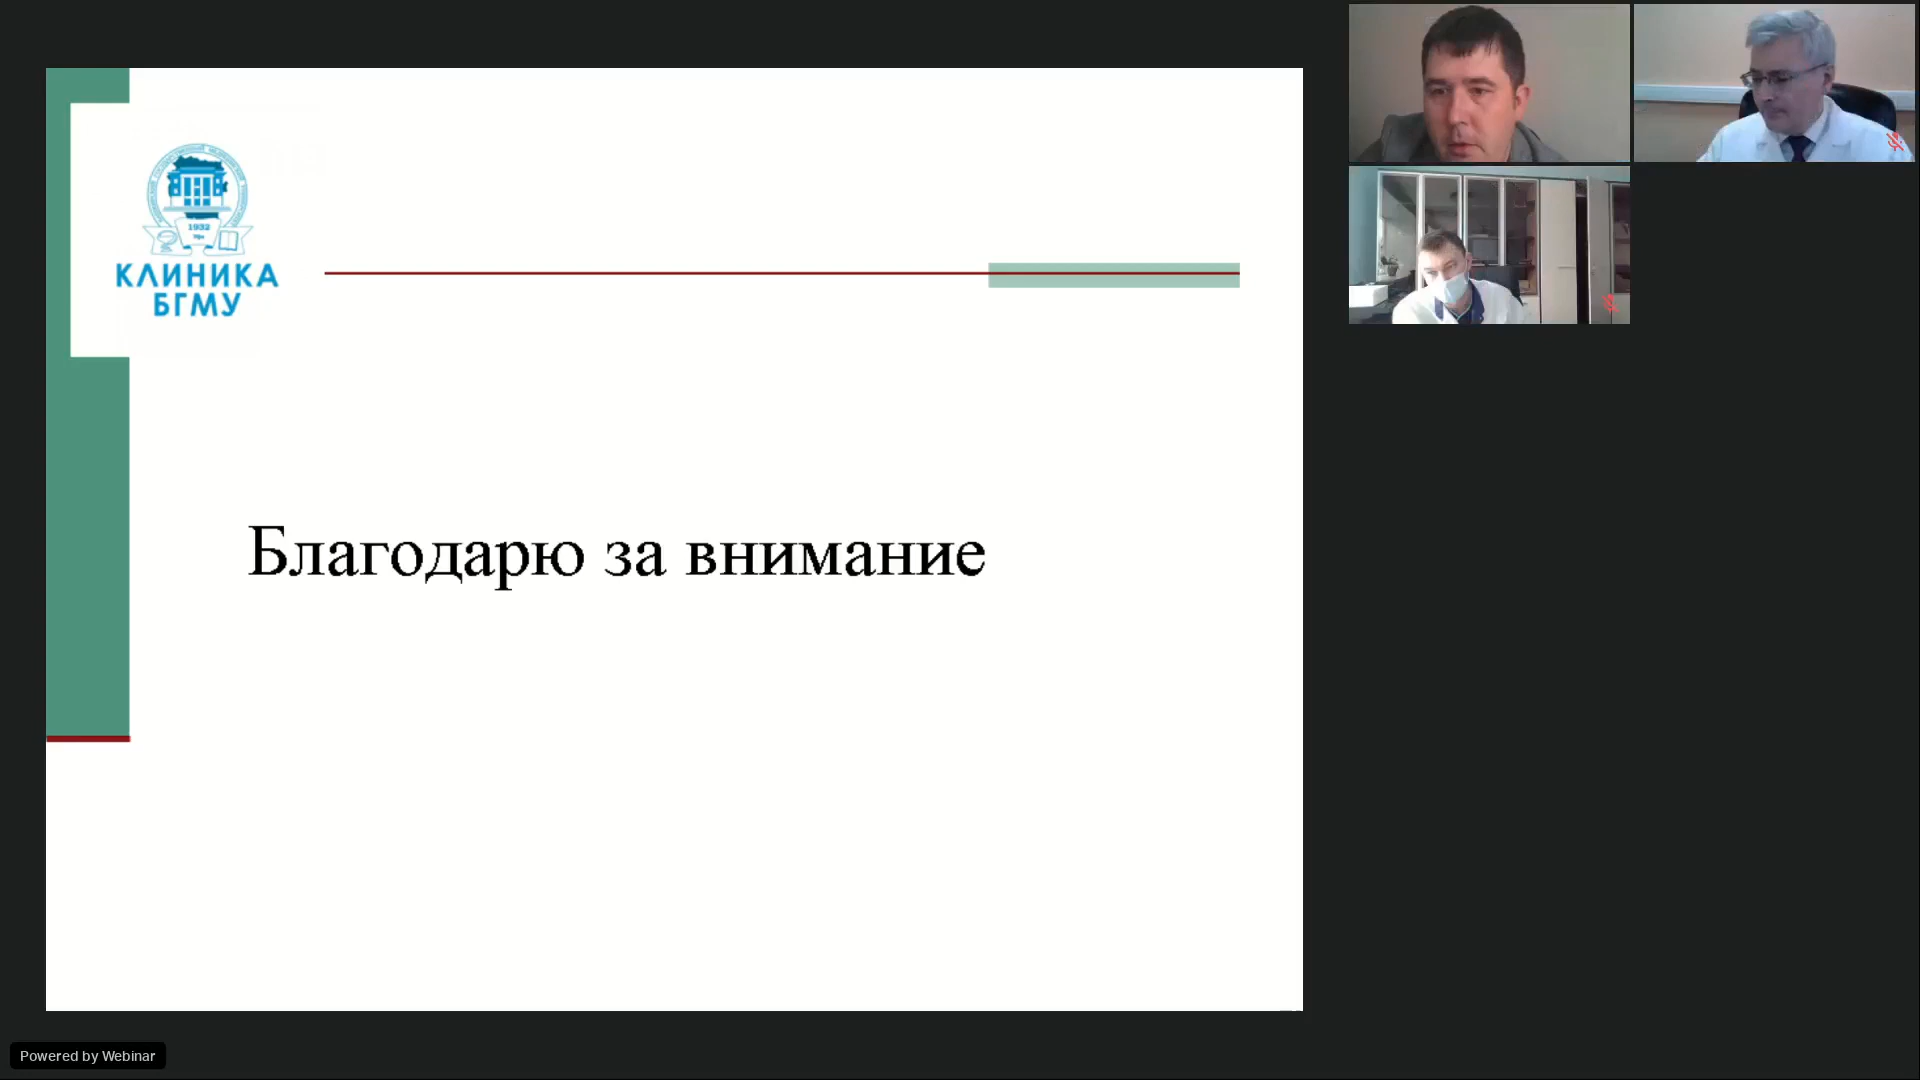 1932
КЛИНИКА
БГМУ
Благодарю за внимание
Powered by Webinar